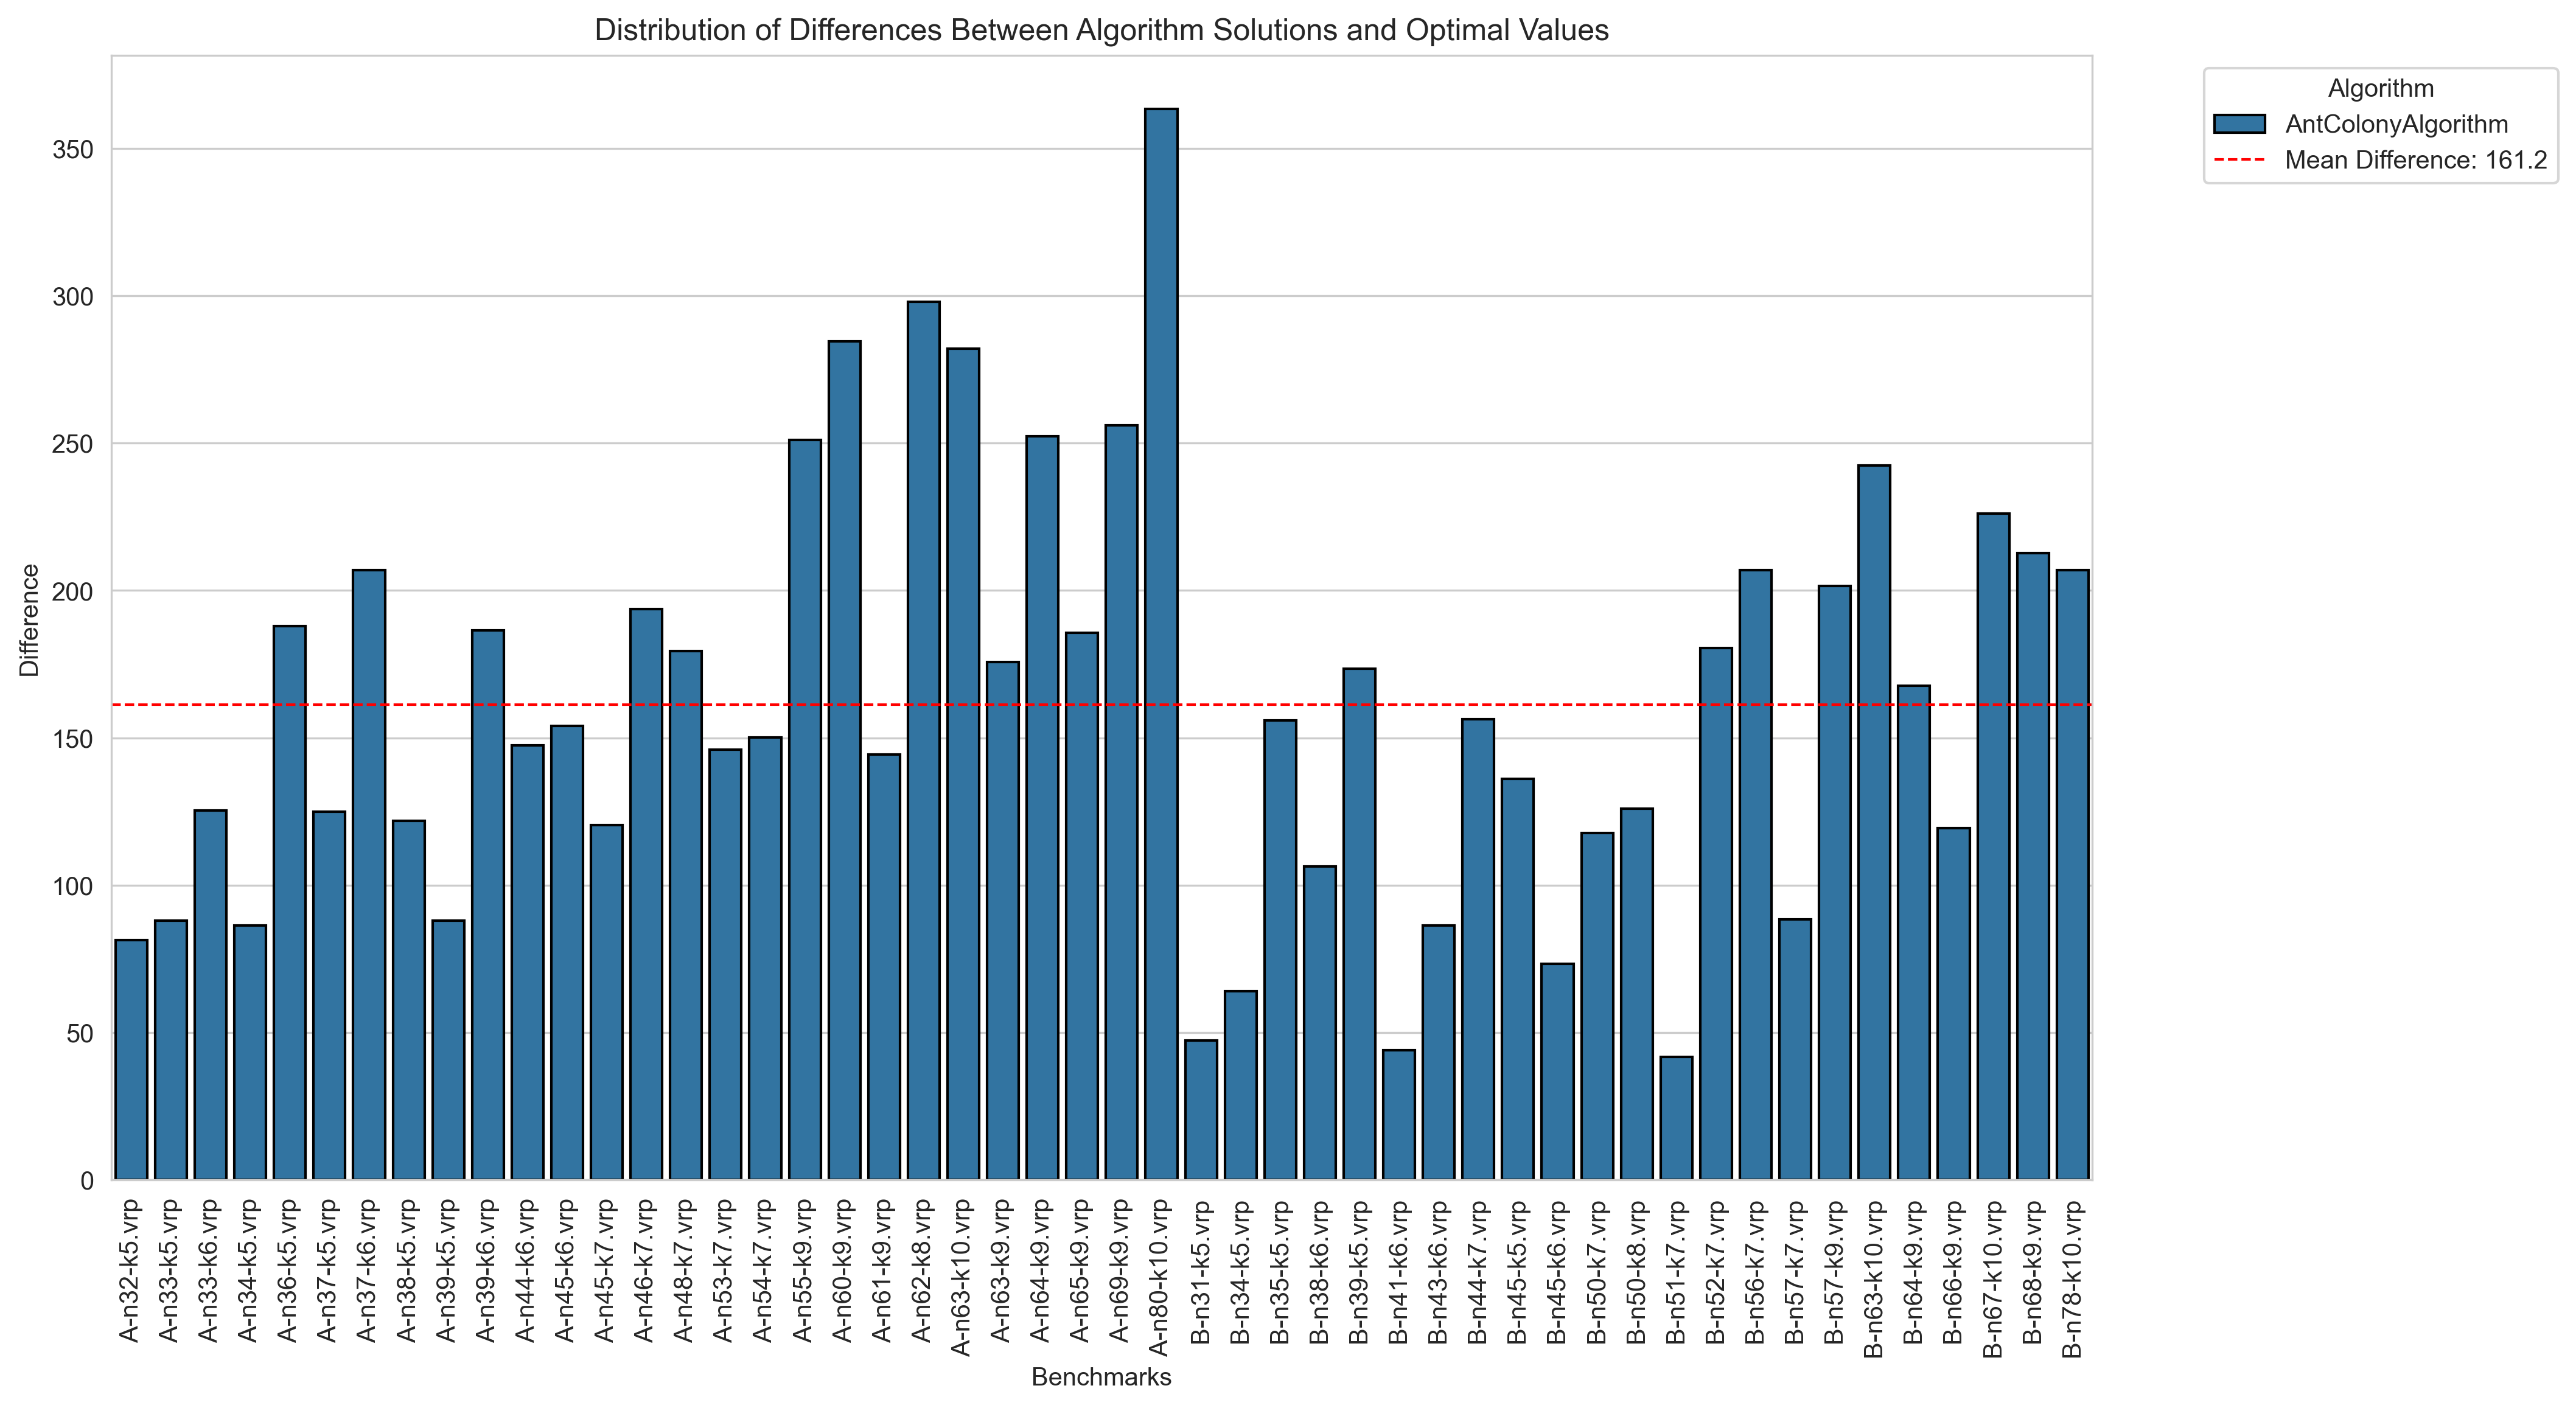 Distribution of Differences Between Algorithm Solutions and Optimal Values
Algorithm
AntColonyAlgorithm
Mean Difference: 161.2
Difference
350
300
250
200
150
100
50
0
A-n32-k5.vrp
A-n33-k5.vrp
A-n33-k6.vrp
A-n34-k5.vrp
A-n36-k5.vrp
A-n37-k5.vrp
A-n37-k6.vrp
A-n38-k5.vrp
A-n39-k5.vrp
A-n39-k6.vrp
A-n44-k6.vrp
A-n45-k6.vrp
A-n45-k7.vrp
A-n46-k7.vrp
A-n48-k7.vrp
A-n53-k7.vrp
A-n54-k7.vrp
A-n55-k9.vrp
A-n60-k9.vrp
A-n61-k9.vrp
A-n62-k8.vrp
A-n63-k10.vrp
A-n63-k9.vrp
A-n64-k9.vrp
A-n65-k9.vrp
A-n69-k9.vrp
A-n80-k10.vrp
B-n31-k5.vrp
B-n34-k5.vrp
B-n35-k5.vrp
B-n38-k6.vrp
B-n39-k5.vrp
B-n41-k6.vrp
B-n43-k6.vrp
B-n44-k7.vrp
B-n45-k5.vrp
B-n45-k6.vrp
B-n50-k7.vrp
B-n50-k8.vrp
B-n51-k7.vrp
B-n52-k7.vrp
B-n56-k7.vrp
B-n57-k7.vrp
B-n57-k9.vrp
B-n63-k10.vrp
B-n64-k9.vrp
B-n66-k9.vrp
B-n67-k10.vrp
B-n68-k9.vrp
B-n78-k10.vrp
Benchmarks